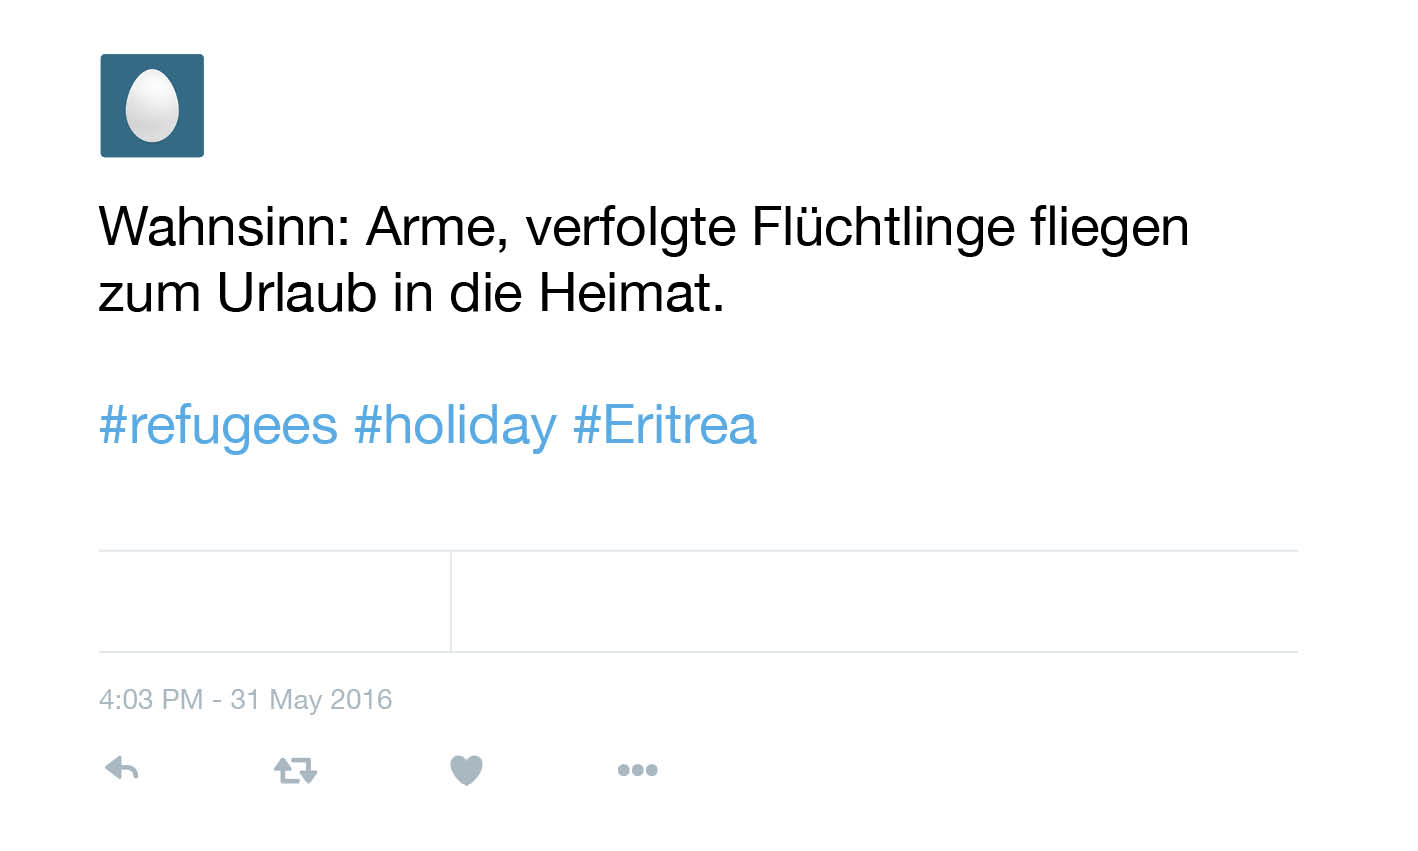 Wahnsinn: Arme, verfolgte Flüchtlinge fliegen
zum Urlaub in die Heimat.
#refugees #holiday #Eritrea
4:03 PM - 31 May 2016